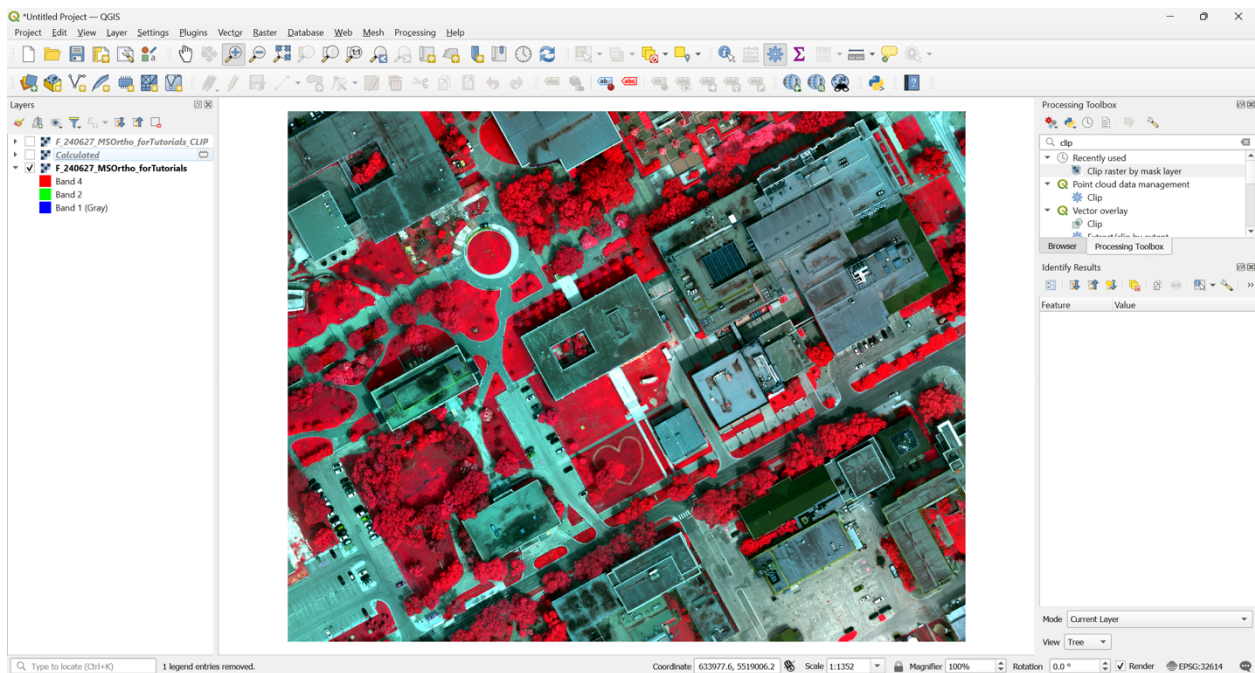 *Untitled Project — QGIS
Project Edit View Layer Settings Plugins Vector Raster Database Web Mesh Processing Help
Layers
F_240627_MSOrtho_forTutorials_CLIP
Calculated
F_240627_MSOrtho_forTutorials
Band 4
Band 2
Band 1 (Gray)
Processing Toolbox
clip
Recently used
Clip raster by mask layer
Point cloud data management
Clip
Vector overlay
Clip
Extract/clip by extent
Browser Processing Toolbox
Identify Results
Feature Value
Mode Current Layer
View Tree
Type to locate (Ctrl+K) 1 legend entries removed. Coordinate 633977.6, 5519006.2 Scale 1:1352 Magnifier 100% Rotation 0.0 ° Render EPSG:32614